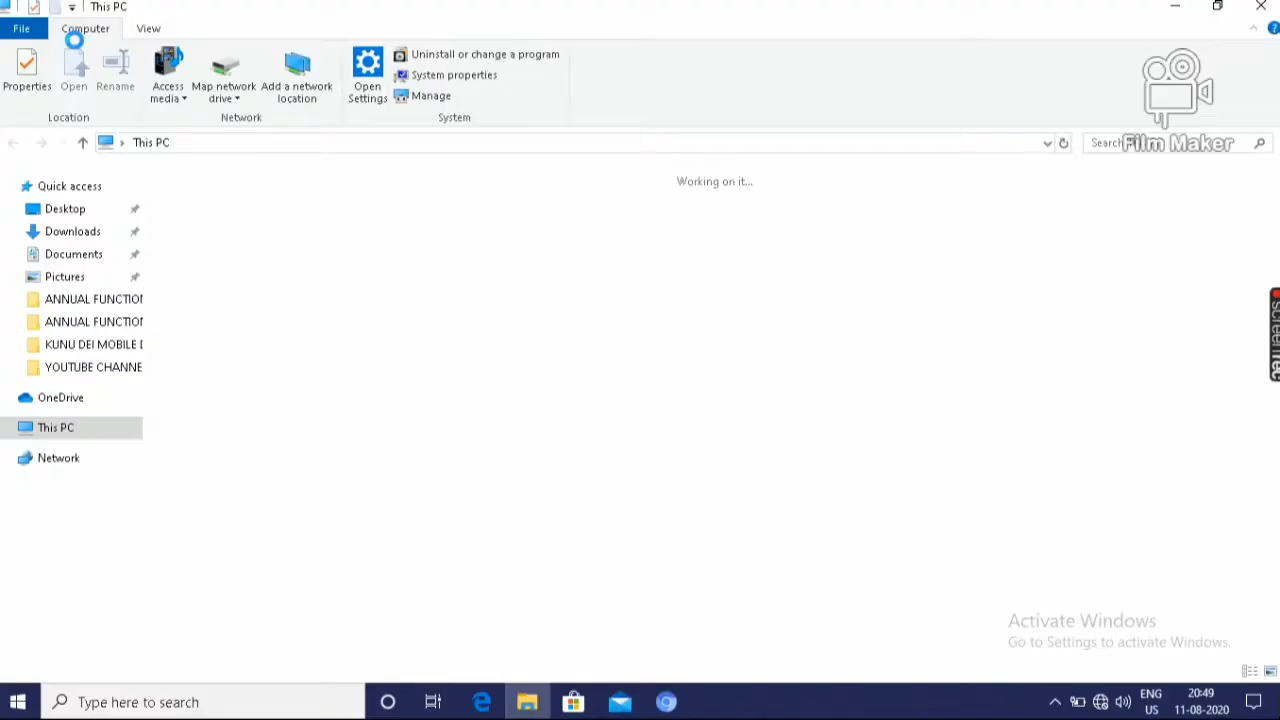 This PC
File
Computer
View
Properties
Open
Rename
Access media
Map network drive
Add a network location
Open Settings
Uninstall or change a program
System properties
Manage
Location
Network
System
This PC
Film Maker
Working on it...
Quick access
Desktop
Downloads
Documents
Pictures
ANNUAL FUNCTION
ANNUAL FUNCTION
KUNU DEI MOBILE
YOUTUBE CHANNE
OneDrive
This PC
Network
screenrec
Activate Windows
Go to Settings to activate Windows.
Type here to search
ENG
US
20:49
11-08-2020